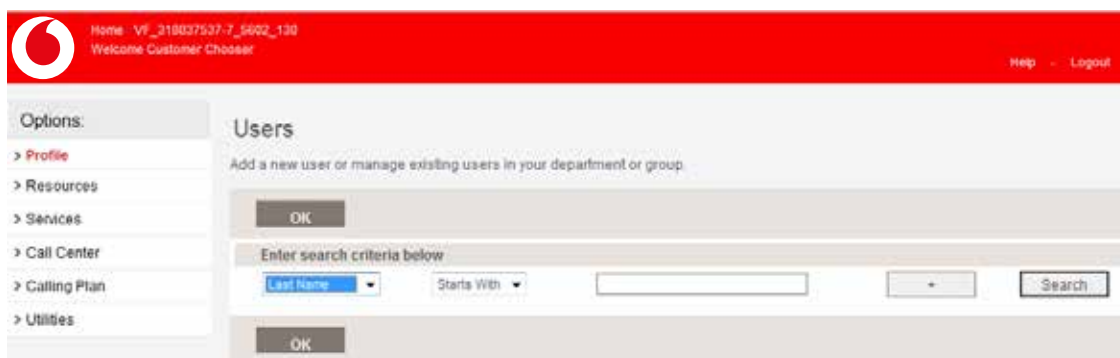 Home VF_318037537-7_5602_130
Welcome Customer Chooser
Help - Logout
Options:
> Profile
> Resources
> Services
> Call Center
> Calling Plan
> Utilities
Users
Add a new user or manage existing users in your department or group.
OK
Enter search criteria below
Last Name Starts With + Search
OK